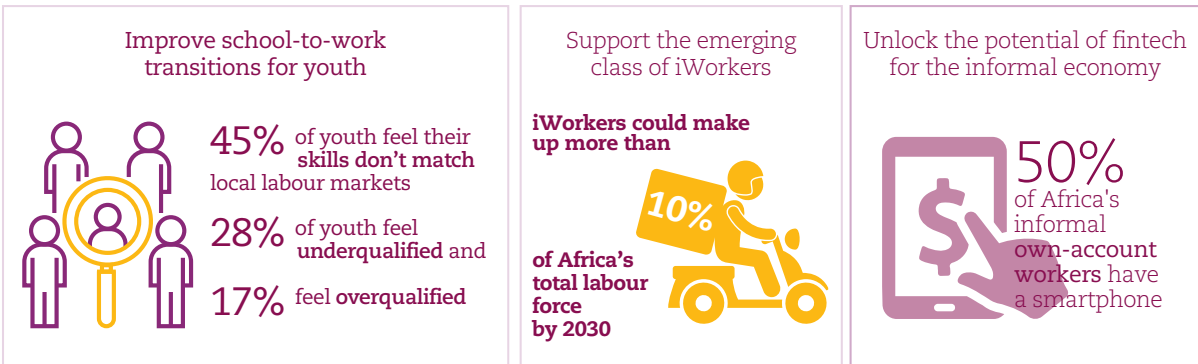 Improve school-to-work
transitions for youth
45% of youth feel their
skills don't match
local labour markets
28% of youth feel
underqualified and
17% feel overqualified
Support the emerging
class of iWorkers
iWorkers could make
up more than
10%
of Africa's
total labour
force
by 2030
Unlock the potential of fintech
for the informal economy
$
50%
of Africa's
informal
own-account
workers have
a smartphone